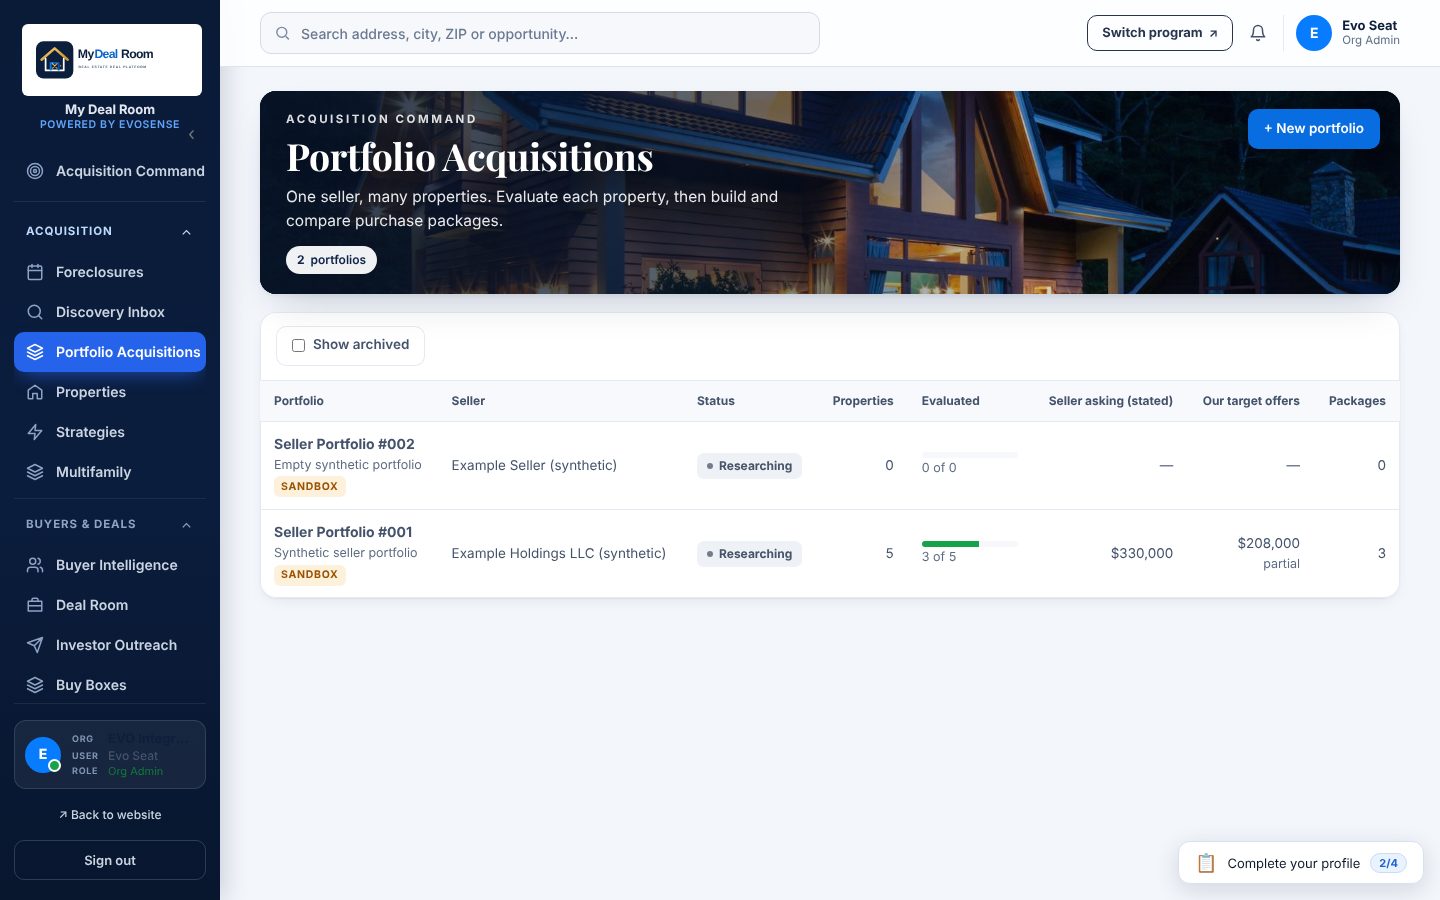 MyDeal Room
REAL ESTATE DEAL PLATFORM
My Deal Room
POWERED BY EVOSENSE
Acquisition Command
ACQUISITION
Foreclosures
Discovery Inbox
Portfolio Acquisitions
Properties
Strategies
Multifamily
BUYERS & DEALS
Buyer Intelligence
Deal Room
Investor Outreach
Buy Boxes
E
ORG EVO Integr...
USER Evo Seat
ROLE Org Admin
↗ Back to website
Sign out
Search address, city, ZIP or opportunity...
Switch program ↗
E
Evo Seat
Org Admin
ACQUISITION COMMAND
Portfolio Acquisitions
One seller, many properties. Evaluate each property, then build and
compare purchase packages.
2 portfolios
+ New portfolio
Show archived
Portfolio Seller Status Properties Evaluated Seller asking (stated) Our target offers Packages
Seller Portfolio #002
Empty synthetic portfolio
SANDBOX
Example Seller (synthetic) Researching 0 0 of 0 — — 0
Seller Portfolio #001
Synthetic seller portfolio
SANDBOX
Example Holdings LLC (synthetic) Researching 5 3 of 5 $330,000 $208,000 partial 3
Complete your profile 2/4